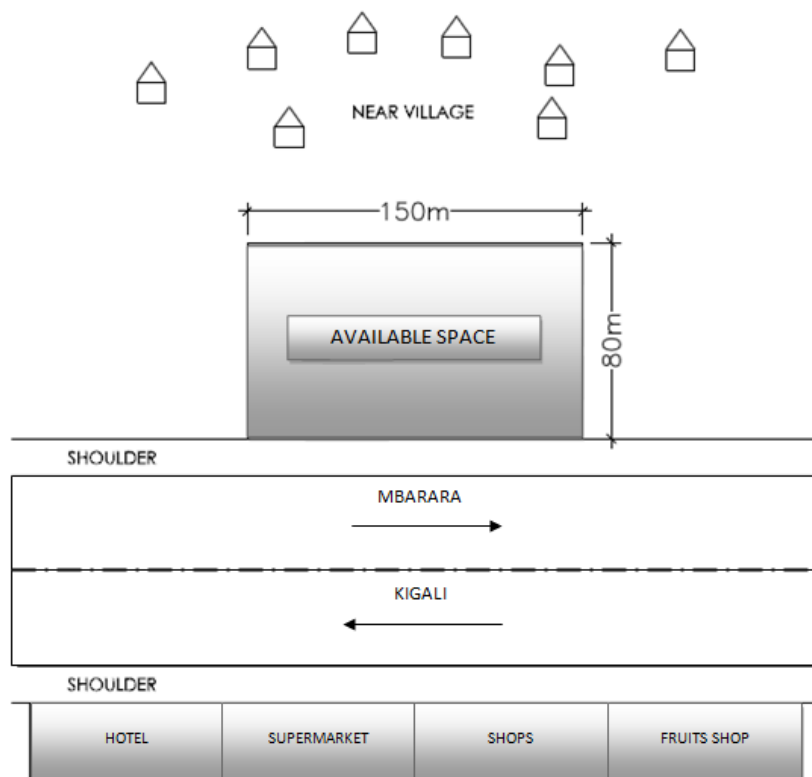 NEAR VILLAGE
150m
AVAILABLE SPACE
80m
SHOULDER
MBARARA
KIGALI
SHOULDER
HOTEL
SUPERMARKET
SHOPS
FRUITS SHOP